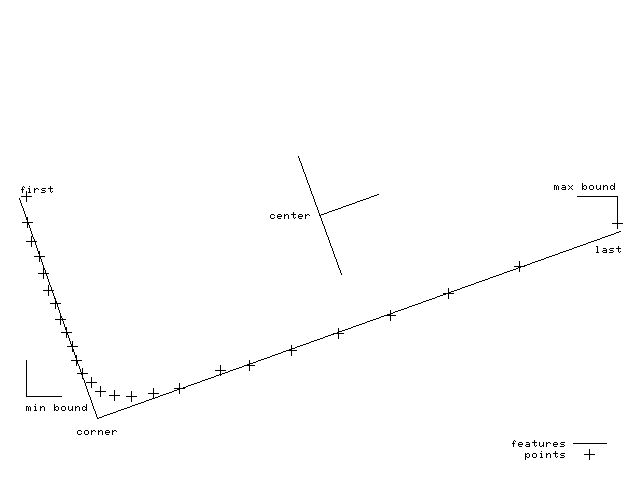 first
max bound
center
last
min bound
corner
features
points